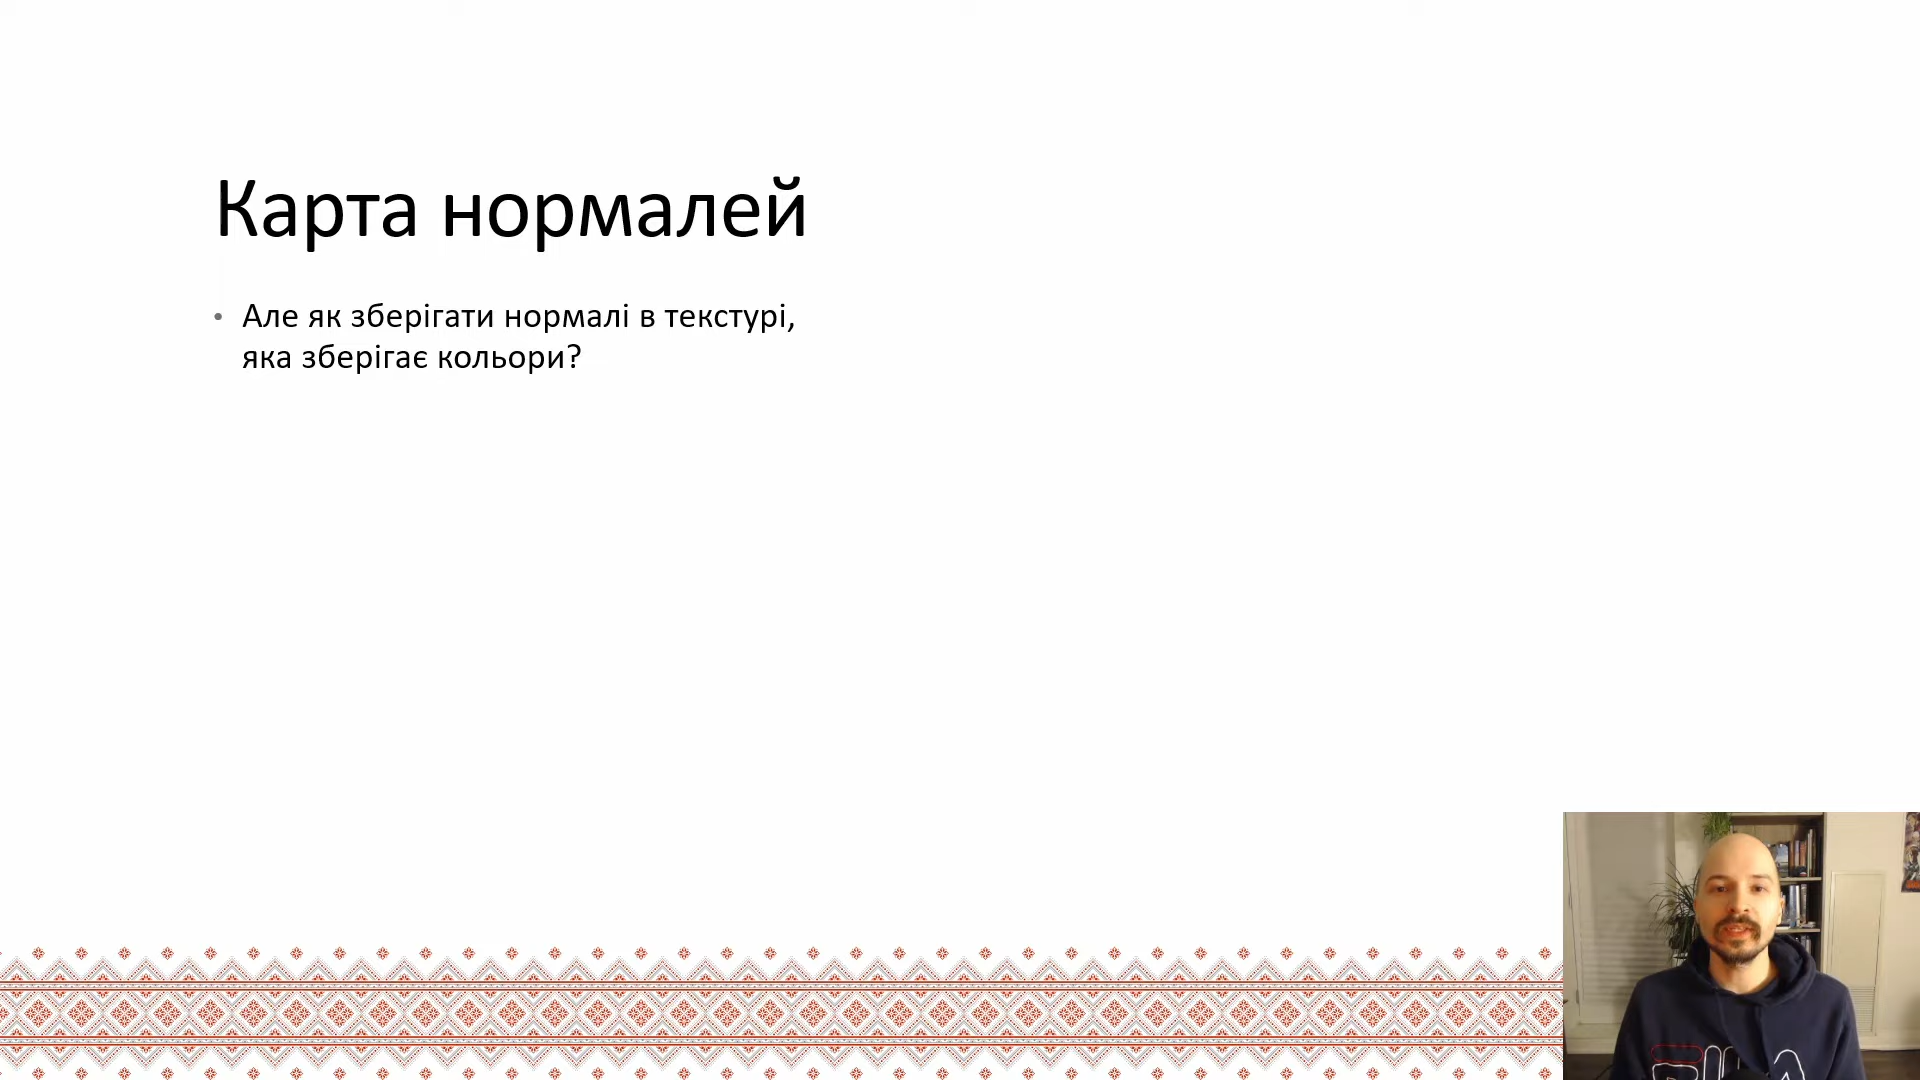 Карта нормалей
• Але як зберігати нормалі в текстурі,
яка зберігає кольори?